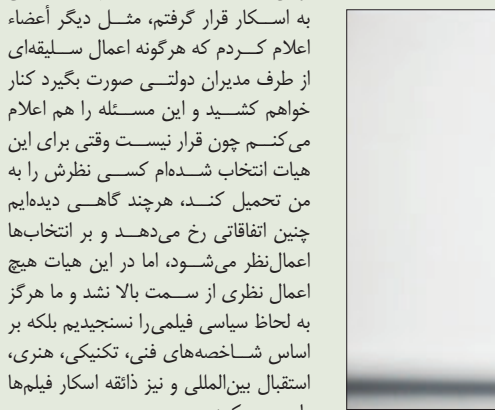 به اسکار قرار گرفتم، مثل دیگر أعضاء
اعلام کردم که هرگونه اعمال سلیقه‌ای
از طرف مدیران دولتی صورت بگیرد کنار
خواهم کشید و این مسئله را هم اعلام
می‌کنم چون قرار نیست وقتی برای این
هیات انتخاب شده‌ام کسی نظرش را به
من تحمیل کند، هرچند گاهی دیده‌ایم
چنین اتفاقاتی رخ می‌دهد و بر انتخاب‌ها
اعمال‌نظر می‌شود، اما در این هیات هیچ
اعمال نظری از سمت بالا نشد و ما هرگز
به لحاظ سیاسی فیلمی‌را نسنجیدیم بلکه بر
اساس شاخصه‌های فنی، تکنیکی، هنری،
استقبال بین‌المللی و نیز ذائقه اسکار فیلم‌ها